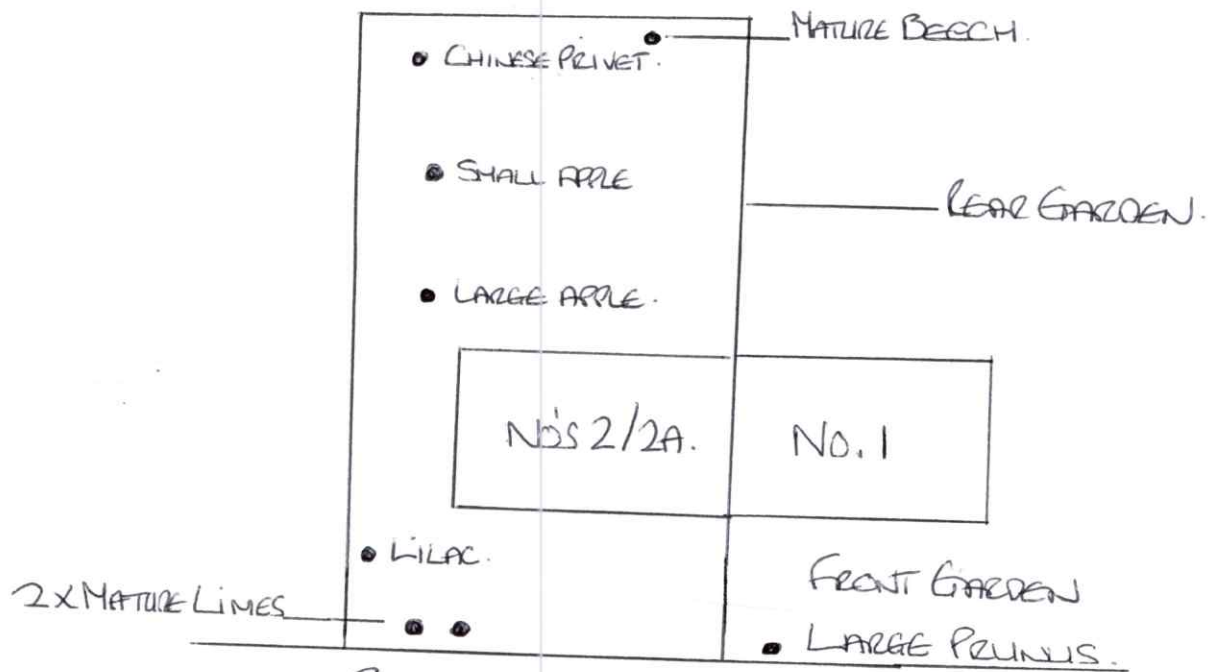 MATURE BEECH.
CHINESE PRIVET.
SMALL APPLE
REAR GARDEN.
LARGE APPLE.
NO'S 2/2A.
NO. 1
LILAC.
FRONT GARDEN
2 X MATURE LIMES
LARGE PRUNUS.